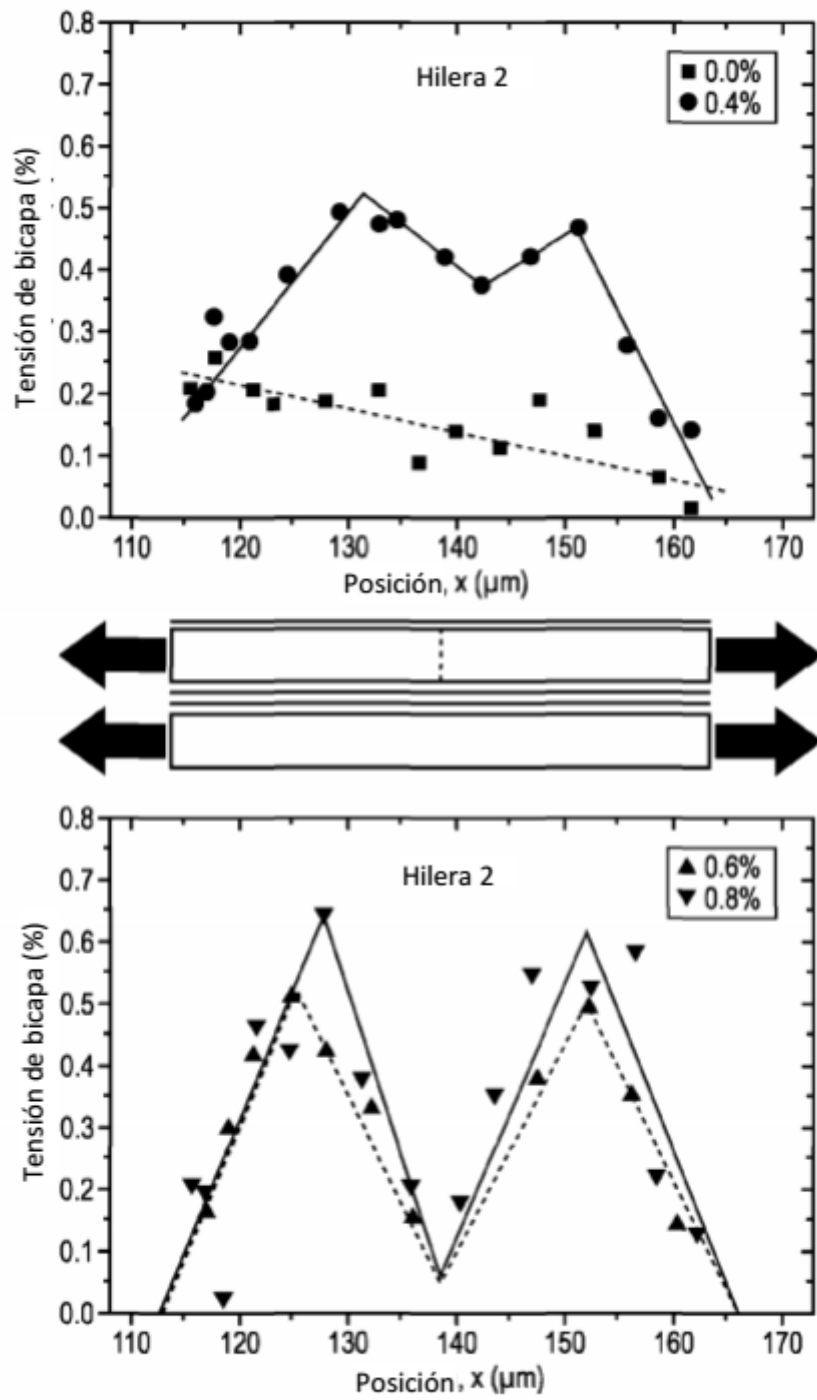 Hilera 2
■ 0.0%
● 0.4%
Tensión de bicapa (%)
0.8
0.7
0.6
0.5
0.4
0.3
0.2
0.1
0.0
110 120 130 140 150 160 170
Posición, x (μm)
Hilera 2
▲ 0.6%
▼ 0.8%
Tensión de bicapa (%)
0.8
0.7
0.6
0.5
0.4
0.3
0.2
0.1
0.0
110 120 130 140 150 160 170
Posición, x (μm)